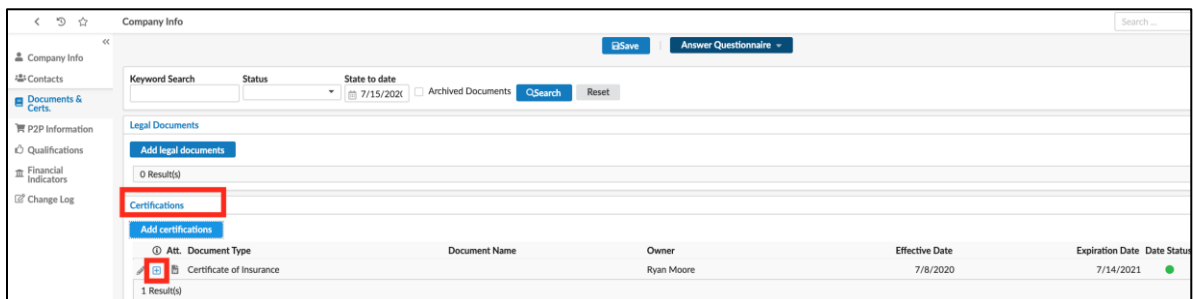 Company Info
Search ...
Save
Answer Questionnaire
Company Info
Contacts
Documents &
Certs.
P2P Information
Qualifications
Financial
Indicators
Change Log
Keyword Search Status State to date
7/15/202 Archived Documents Search Reset
Legal Documents
Add legal documents
0 Result(s)
Certifications
Add certifications
Att. Document Type Document Name Owner Effective Date Expiration Date Date Status
Certificate of Insurance Ryan Moore 7/8/2020 7/14/2021
1 Result(s)